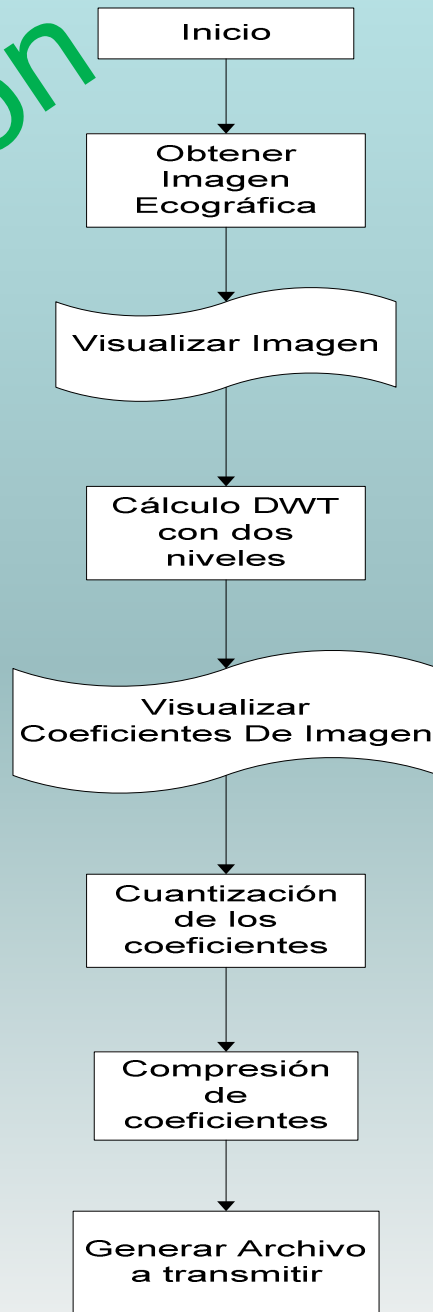 Inicio
Obtener
Imagen
Ecográfica
Visualizar Imagen
Cálculo DWT
con dos
niveles
Visualizar
Coeficientes De Imagen
Cuantización
de los
coeficientes
Compresión
de
coeficientes
Generar Archivo
a transmitir